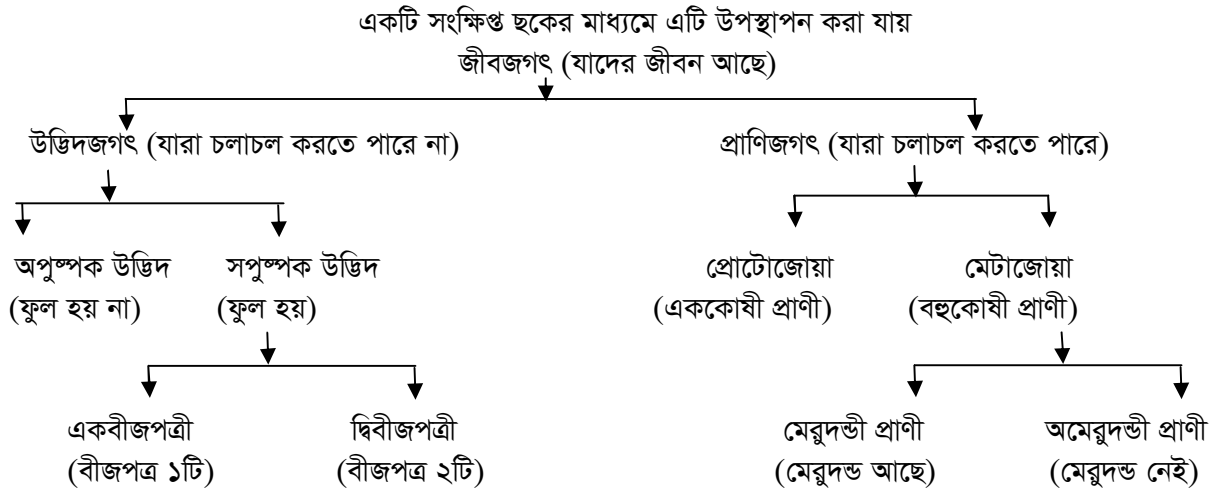 একটি সংক্ষিপ্ত ছকের মাধ্যমে এটি উপস্থাপন করা যায়
জীবজগৎ (যাদের জীবন আছে)
উদ্ভিদজগৎ (যারা চলাচল করতে পারে না)
প্রাণিজগৎ (যারা চলাচল করতে পারে)
অপুষ্পক উদ্ভিদ
(ফুল হয় না)
সপুষ্পক উদ্ভিদ
(ফুল হয়)
প্রোটোজোয়া
(এককোষী প্রাণী)
মেটাজোয়া
(বহুকোষী প্রাণী)
একবীজপত্রী
(বীজপত্র ১টি)
দ্বিবীজপত্রী
(বীজপত্র ২টি)
মেরুদন্ডী প্রাণী
(মেরুদন্ড আছে)
অমেরুদন্ডী প্রাণী
(মেরুদন্ড নেই)